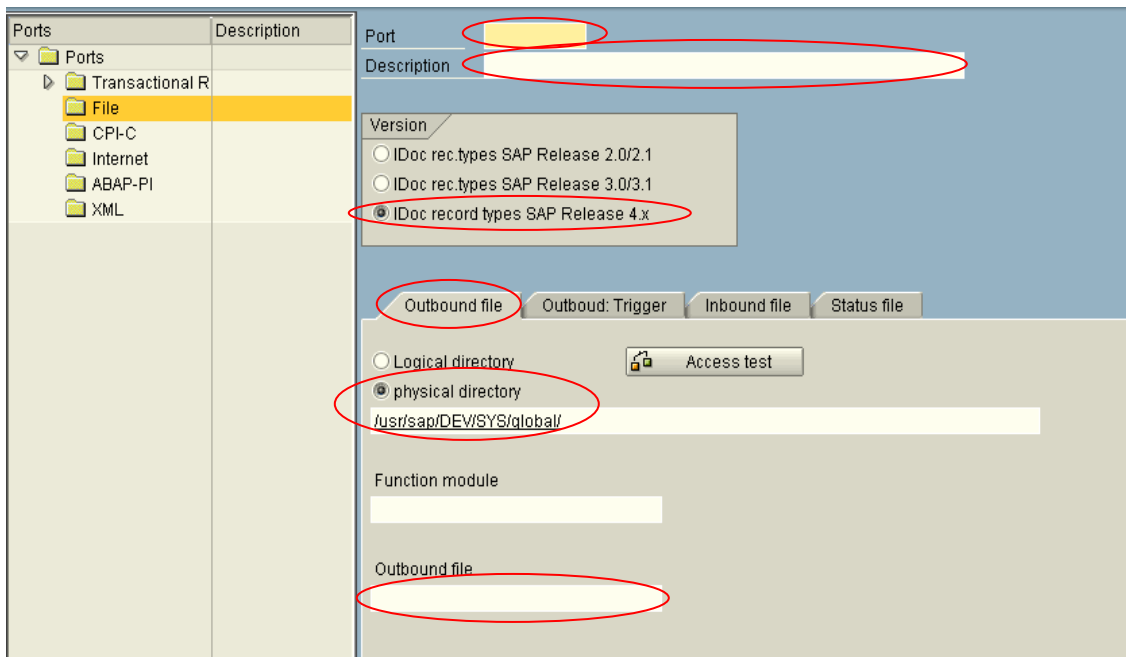 Ports Description
Ports
Transactional R
File
CPI-C
Internet
ABAP-PI
XML
Port
Description
Version
IDoc rec.types SAP Release 2.0/2.1
IDoc rec.types SAP Release 3.0/3.1
IDoc record types SAP Release 4.x
Outbound file Outboud: Trigger Inbound file Status file
Logical directory Access test
physical directory
/usr/sap/DEV/SYS/global/
Function module
Outbound file